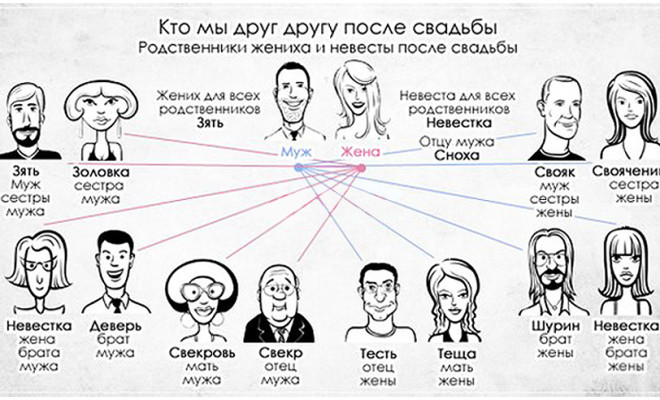 Кто мы друг другу после свадьбы
Родственники жениха и невесты после свадьбы
Жених для всех
родственников
Зять
Невеста для всех
родственников
Невестка
Отцу мужа
Сноха
Муж
Жена
Зять
Муж
сестры
мужа
Золовка
сестра
мужа
Свояк
муж
сестры
жены
Свояченик
сестра
жены
Невестка
жена
брата
мужа
Деверь
брат
мужа
Свекровь
мать
мужа
Свекр
отец
мужа
Тесть
отец
жены
Теща
мать
жены
Шурин
брат
жены
Невестка
жена
брата
жены